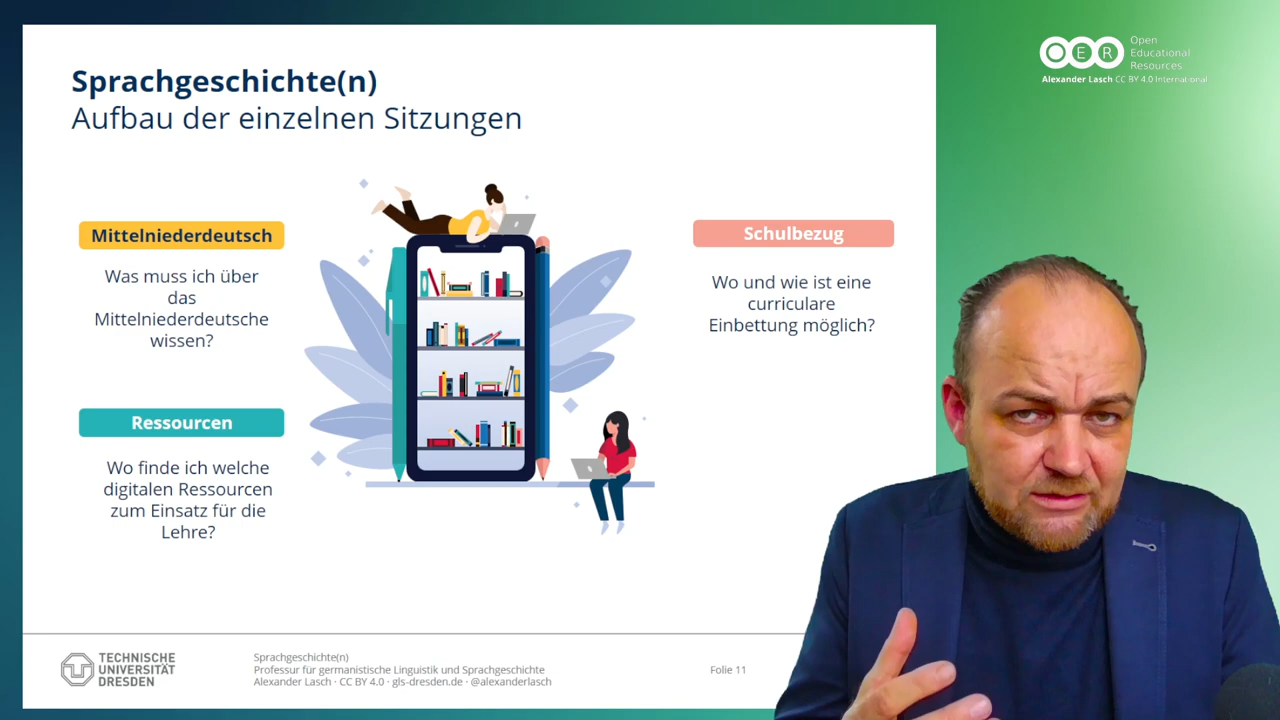 Sprachgeschichte(n)
Aufbau der einzelnen Sitzungen
Mittelniederdeutsch
Was muss ich über
das
Mittelniederdeutsche
wissen?
Ressourcen
Wo finde ich welche
digitalen Ressourcen
zum Einsatz für die
Lehre?
Schulbezug
Wo und wie ist eine
curriculare
Einbettung möglich?
OER
Open
Educational
Resources
Alexander Lasch CC BY 4.0 International
TECHNISCHE
UNIVERSITÄT
DRESDEN
Sprachgeschichte(n)
Professur für germanistische Linguistik und Sprachgeschichte
Alexander Lasch · CC BY 4.0 · gls-dresden.de · @alexanderlasch
Folie 11